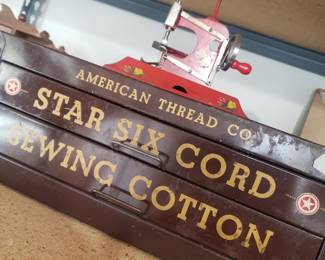 AMERICAN THREAD CO.
STAR SIX CORD
SEWING COTTON